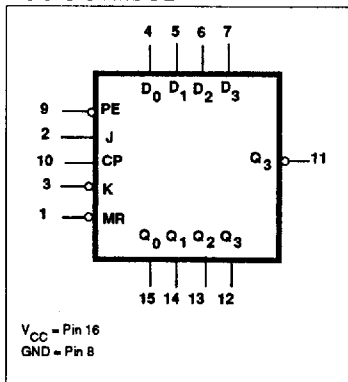 4 5 6 7
D0 D1 D2 D3
9 PE
2 J
10 CP
3 K
1 MR
Q3 11
Q0 Q1 Q2 Q3
15 14 13 12
VCC = Pin 16
GND = Pin 8